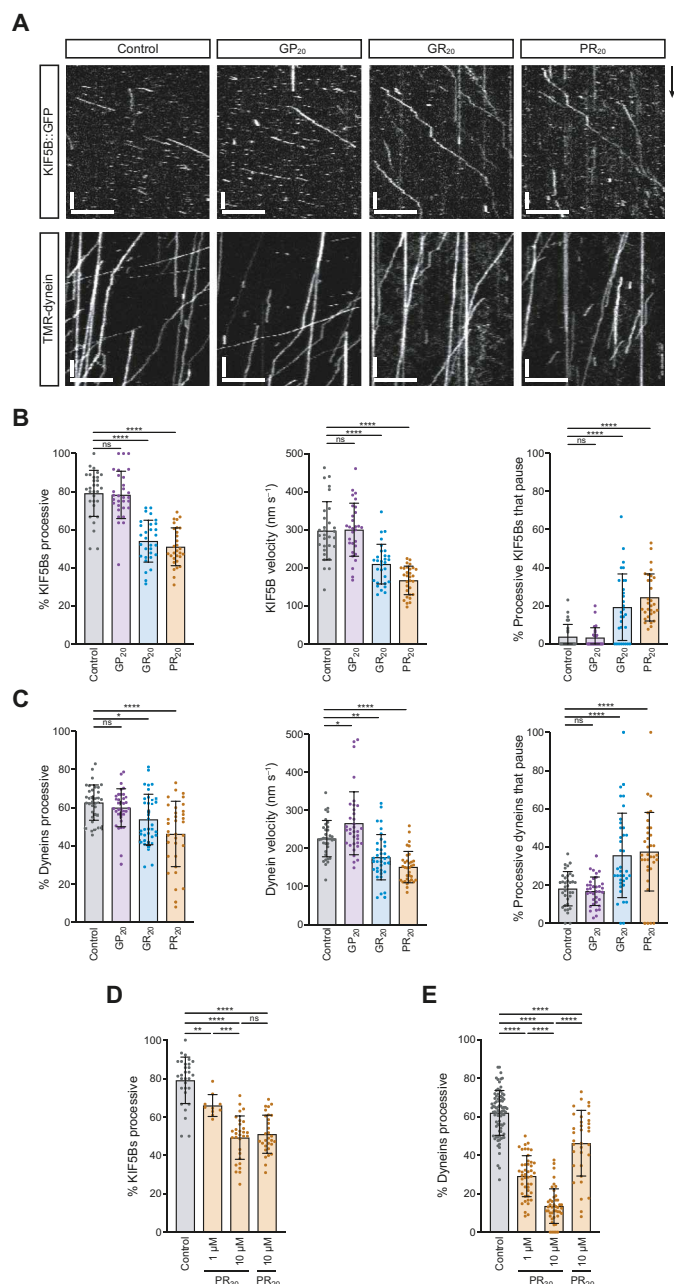 A
Control
GP20
GR20
PR20
KIF5B::GFP
TMR-dynein
B
% KIF5Bs processive
100
80
60
40
20
0
ns
****
****
Control
GP20
GR20
PR20
KIF5B velocity (nm s⁻¹)
500
400
300
200
100
0
ns
****
****
Control
GP20
GR20
PR20
% Processive KIF5Bs that pause
100
80
60
40
20
0
ns
****
****
Control
GP20
GR20
PR20
C
% Dyneins processive
100
80
60
40
20
0
ns
*
****
Control
GP20
GR20
PR20
Dynein velocity (nm s⁻¹)
500
400
300
200
100
0
*
**
****
Control
GP20
GR20
PR20
% Processive dyneins that pause
100
80
60
40
20
0
ns
****
****
Control
GP20
GR20
PR20
D
% KIF5Bs processive
100
80
60
40
20
0
****
**** ns
** ***
Control
1 µM
10 µM
10 µM
PR30 PR20
E
% Dyneins processive
100
80
60
40
20
0
****
**** ****
**** ****
Control
1 µM
10 µM
10 µM
PR30 PR20